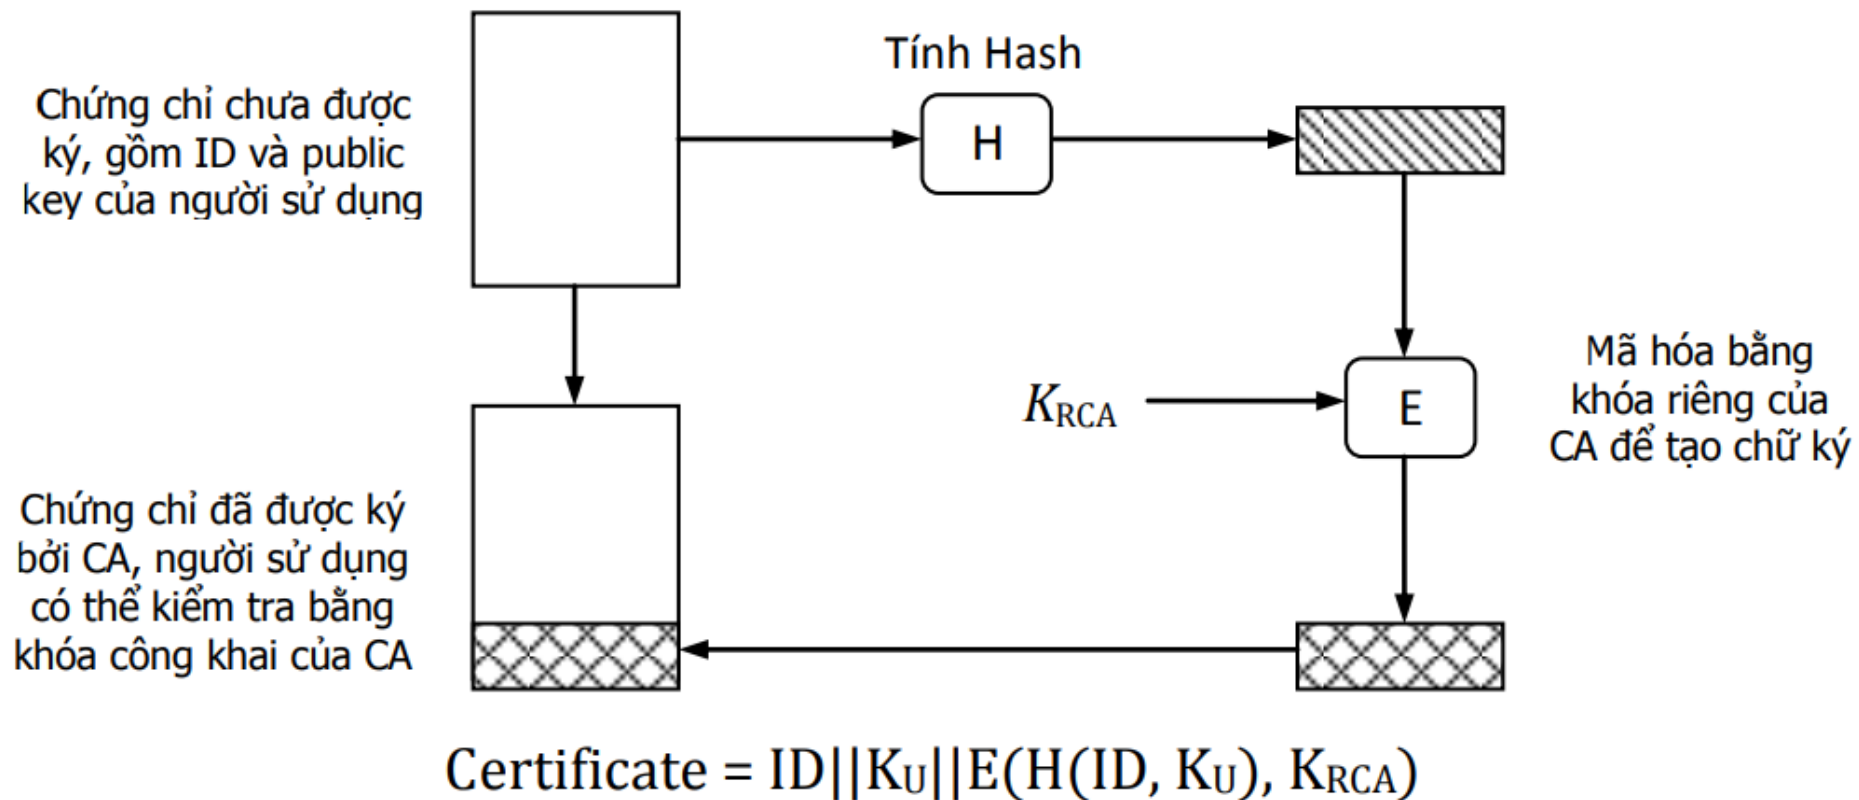 Tính Hash
Chứng chỉ chưa được
ký, gồm ID và public
key của người sử dụng
H
Mã hóa bằng
khóa riêng của
CA để tạo chữ ký
KRCA
E
Chứng chỉ đã được ký
bởi CA, người sử dụng
có thể kiểm tra bằng
khóa công khai của CA
Certificate = ID||KU||E(H(ID, KU), KRCA)